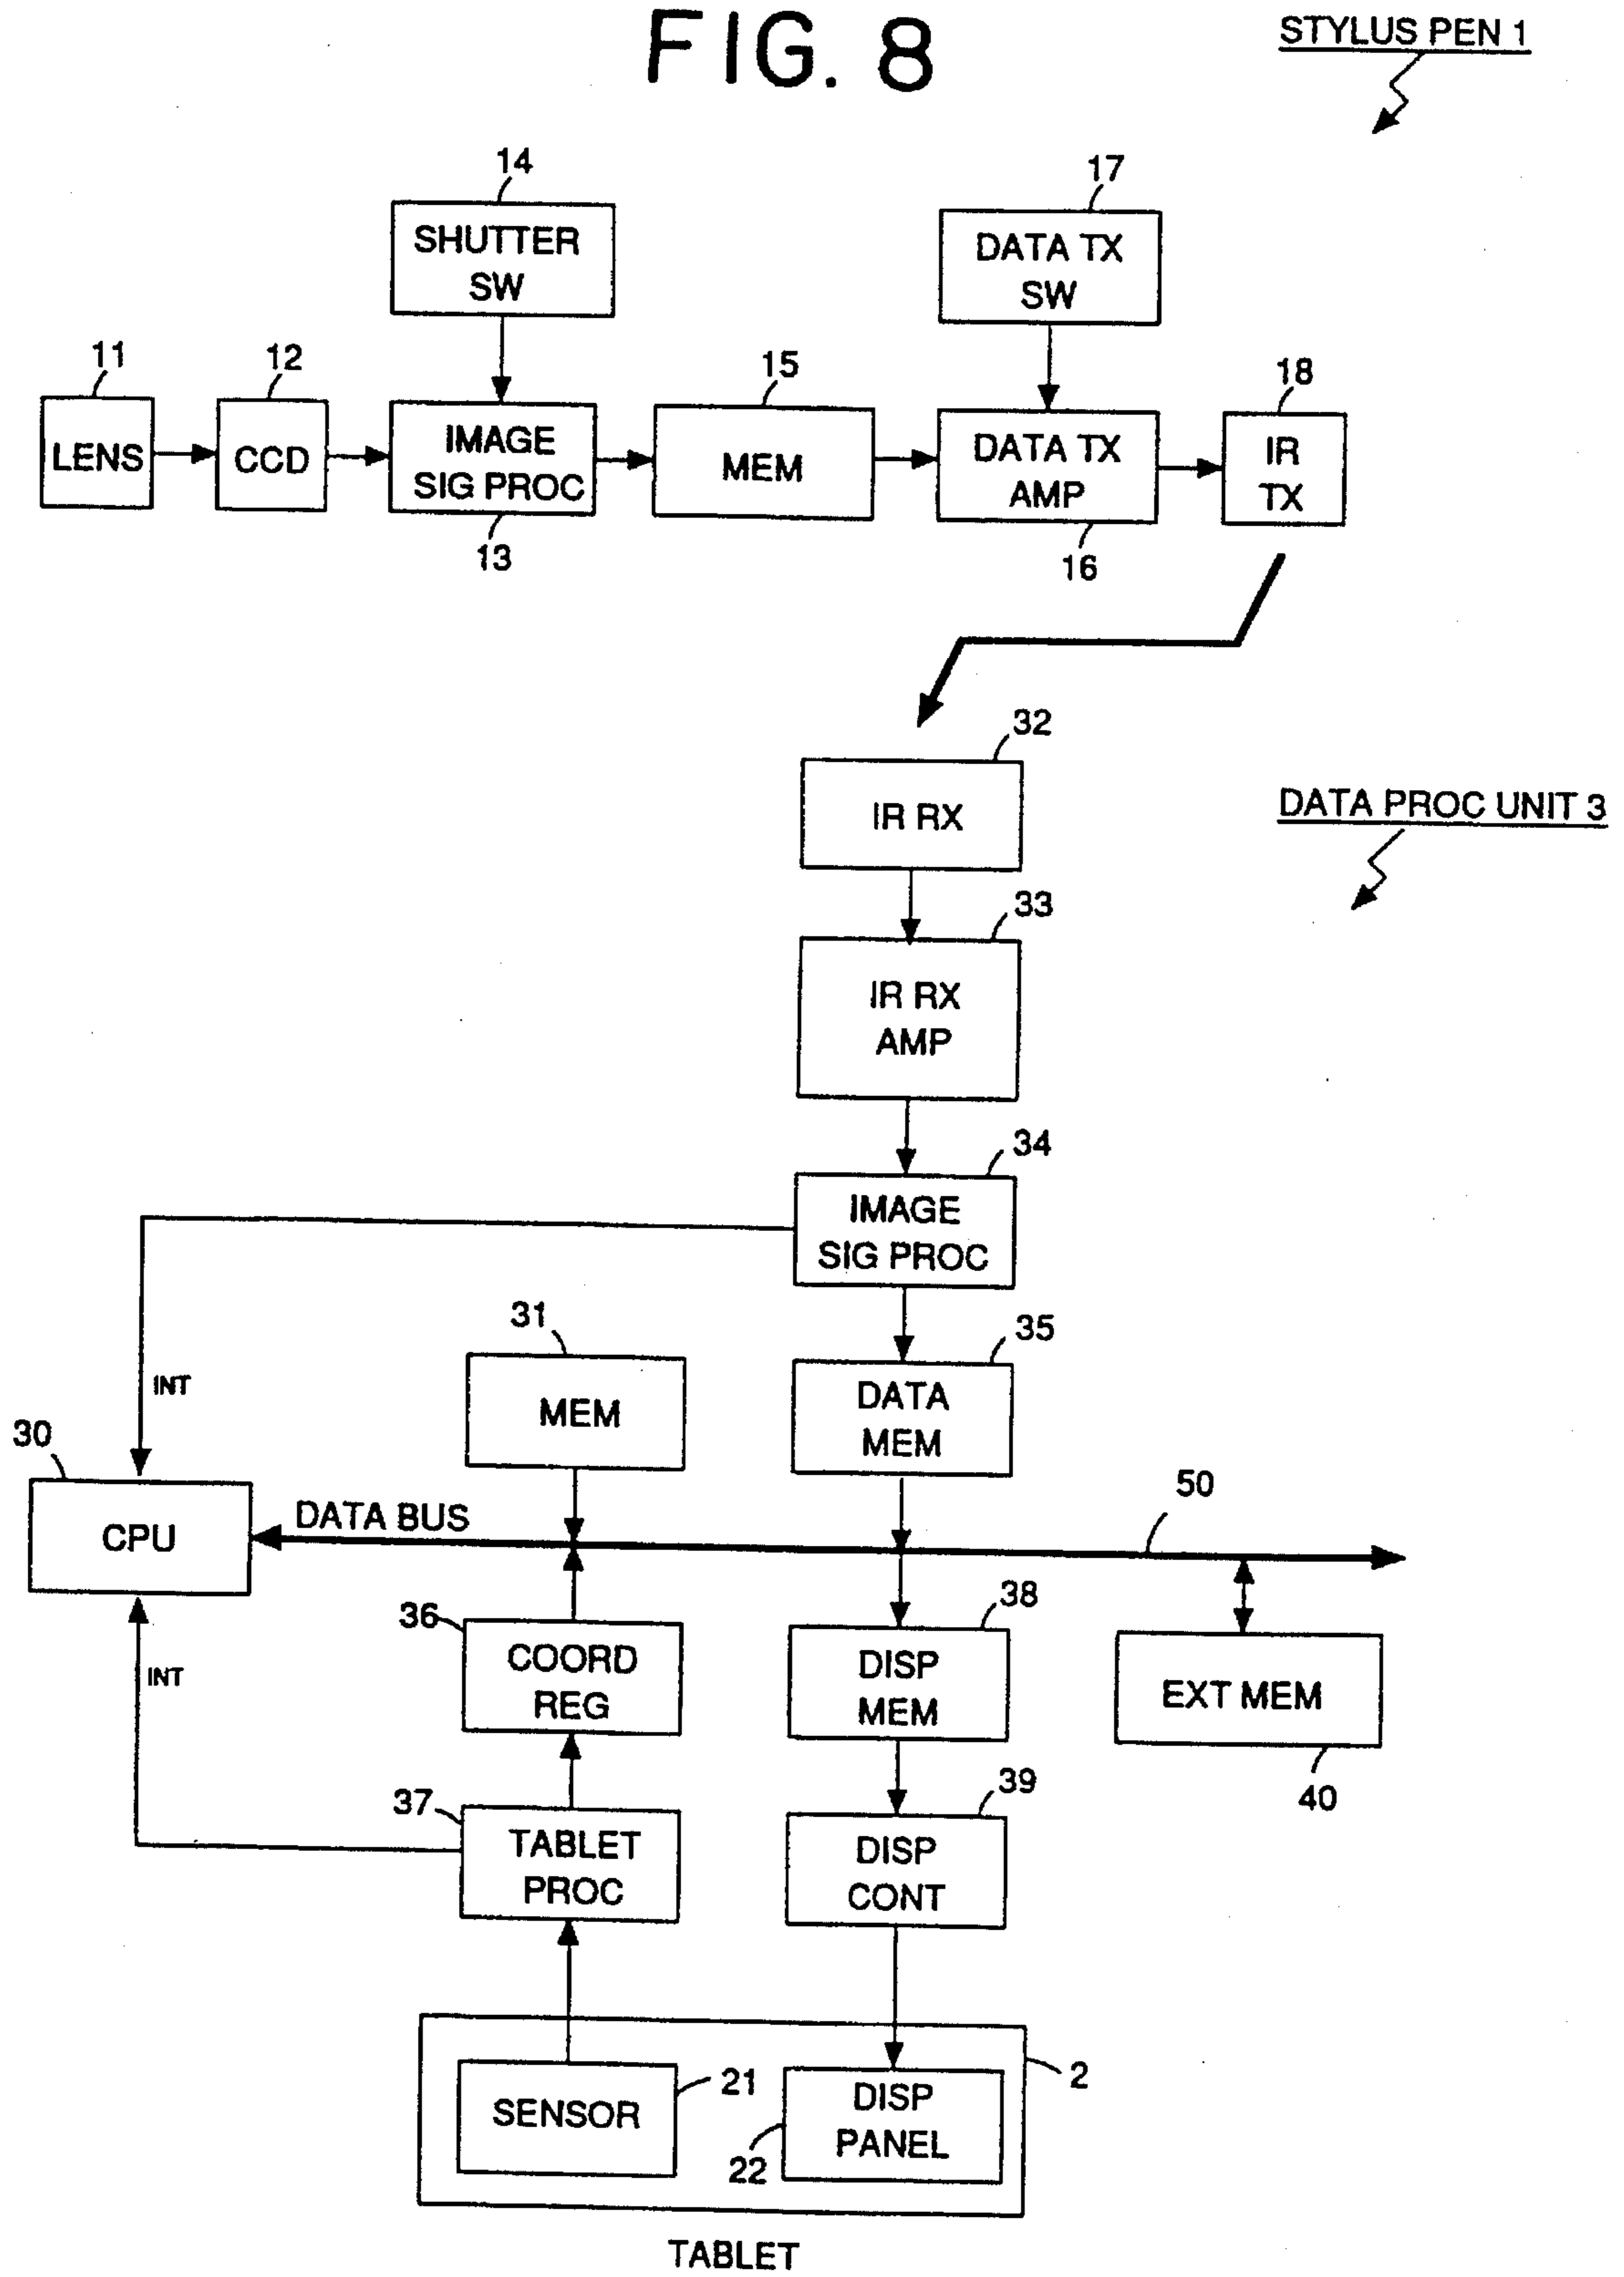 FIG. 8
STYLUS PEN 1
14
17
SHUTTER
SW
DATA TX
SW
11
12
15
18
LENS
CCD
IMAGE
SIG PROC
MEM
DATA TX
AMP
IR
TX
13
16
32
IR RX
DATA PROC UNIT 3
33
IR RX
AMP
34
IMAGE
SIG PROC
31
35
INT
MEM
DATA
MEM
30
50
CPU
DATA BUS
36
38
INT
COORD
REG
DISP
MEM
EXT MEM
37
39
40
TABLET
PROC
DISP
CONT
2
21
SENSOR
DISP
PANEL
22
TABLET